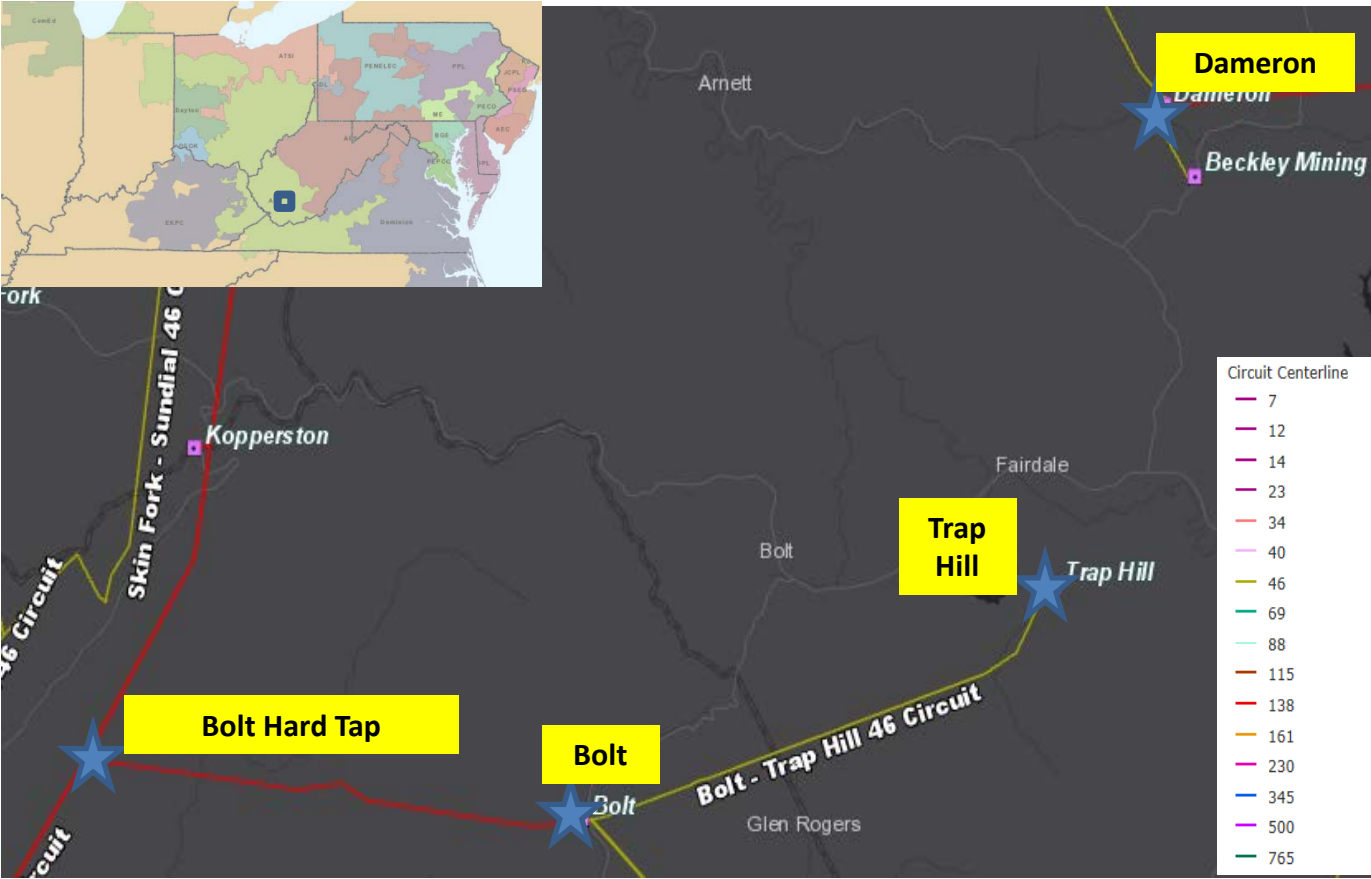 ComEd
ATSI
PENELEC
PPL
JCPL
PSEG
Dayton
ME
PECO
AEC
BGE
PEPCO
EKPC
Dominion
Dameron
Dameron
Arnett
Beckley Mining
Fork
Skin Fork - Sundial 46 C
Kopperston
46 Circuit
Fairdale
Trap
Hill
Trap Hill
Bolt
Bolt Hard Tap
Bolt
Bolt
Bolt - Trap Hill 46 Circuit
Glen Rogers
rcuit
Circuit Centerline
7
12
14
23
34
40
46
69
88
115
138
161
230
345
500
765